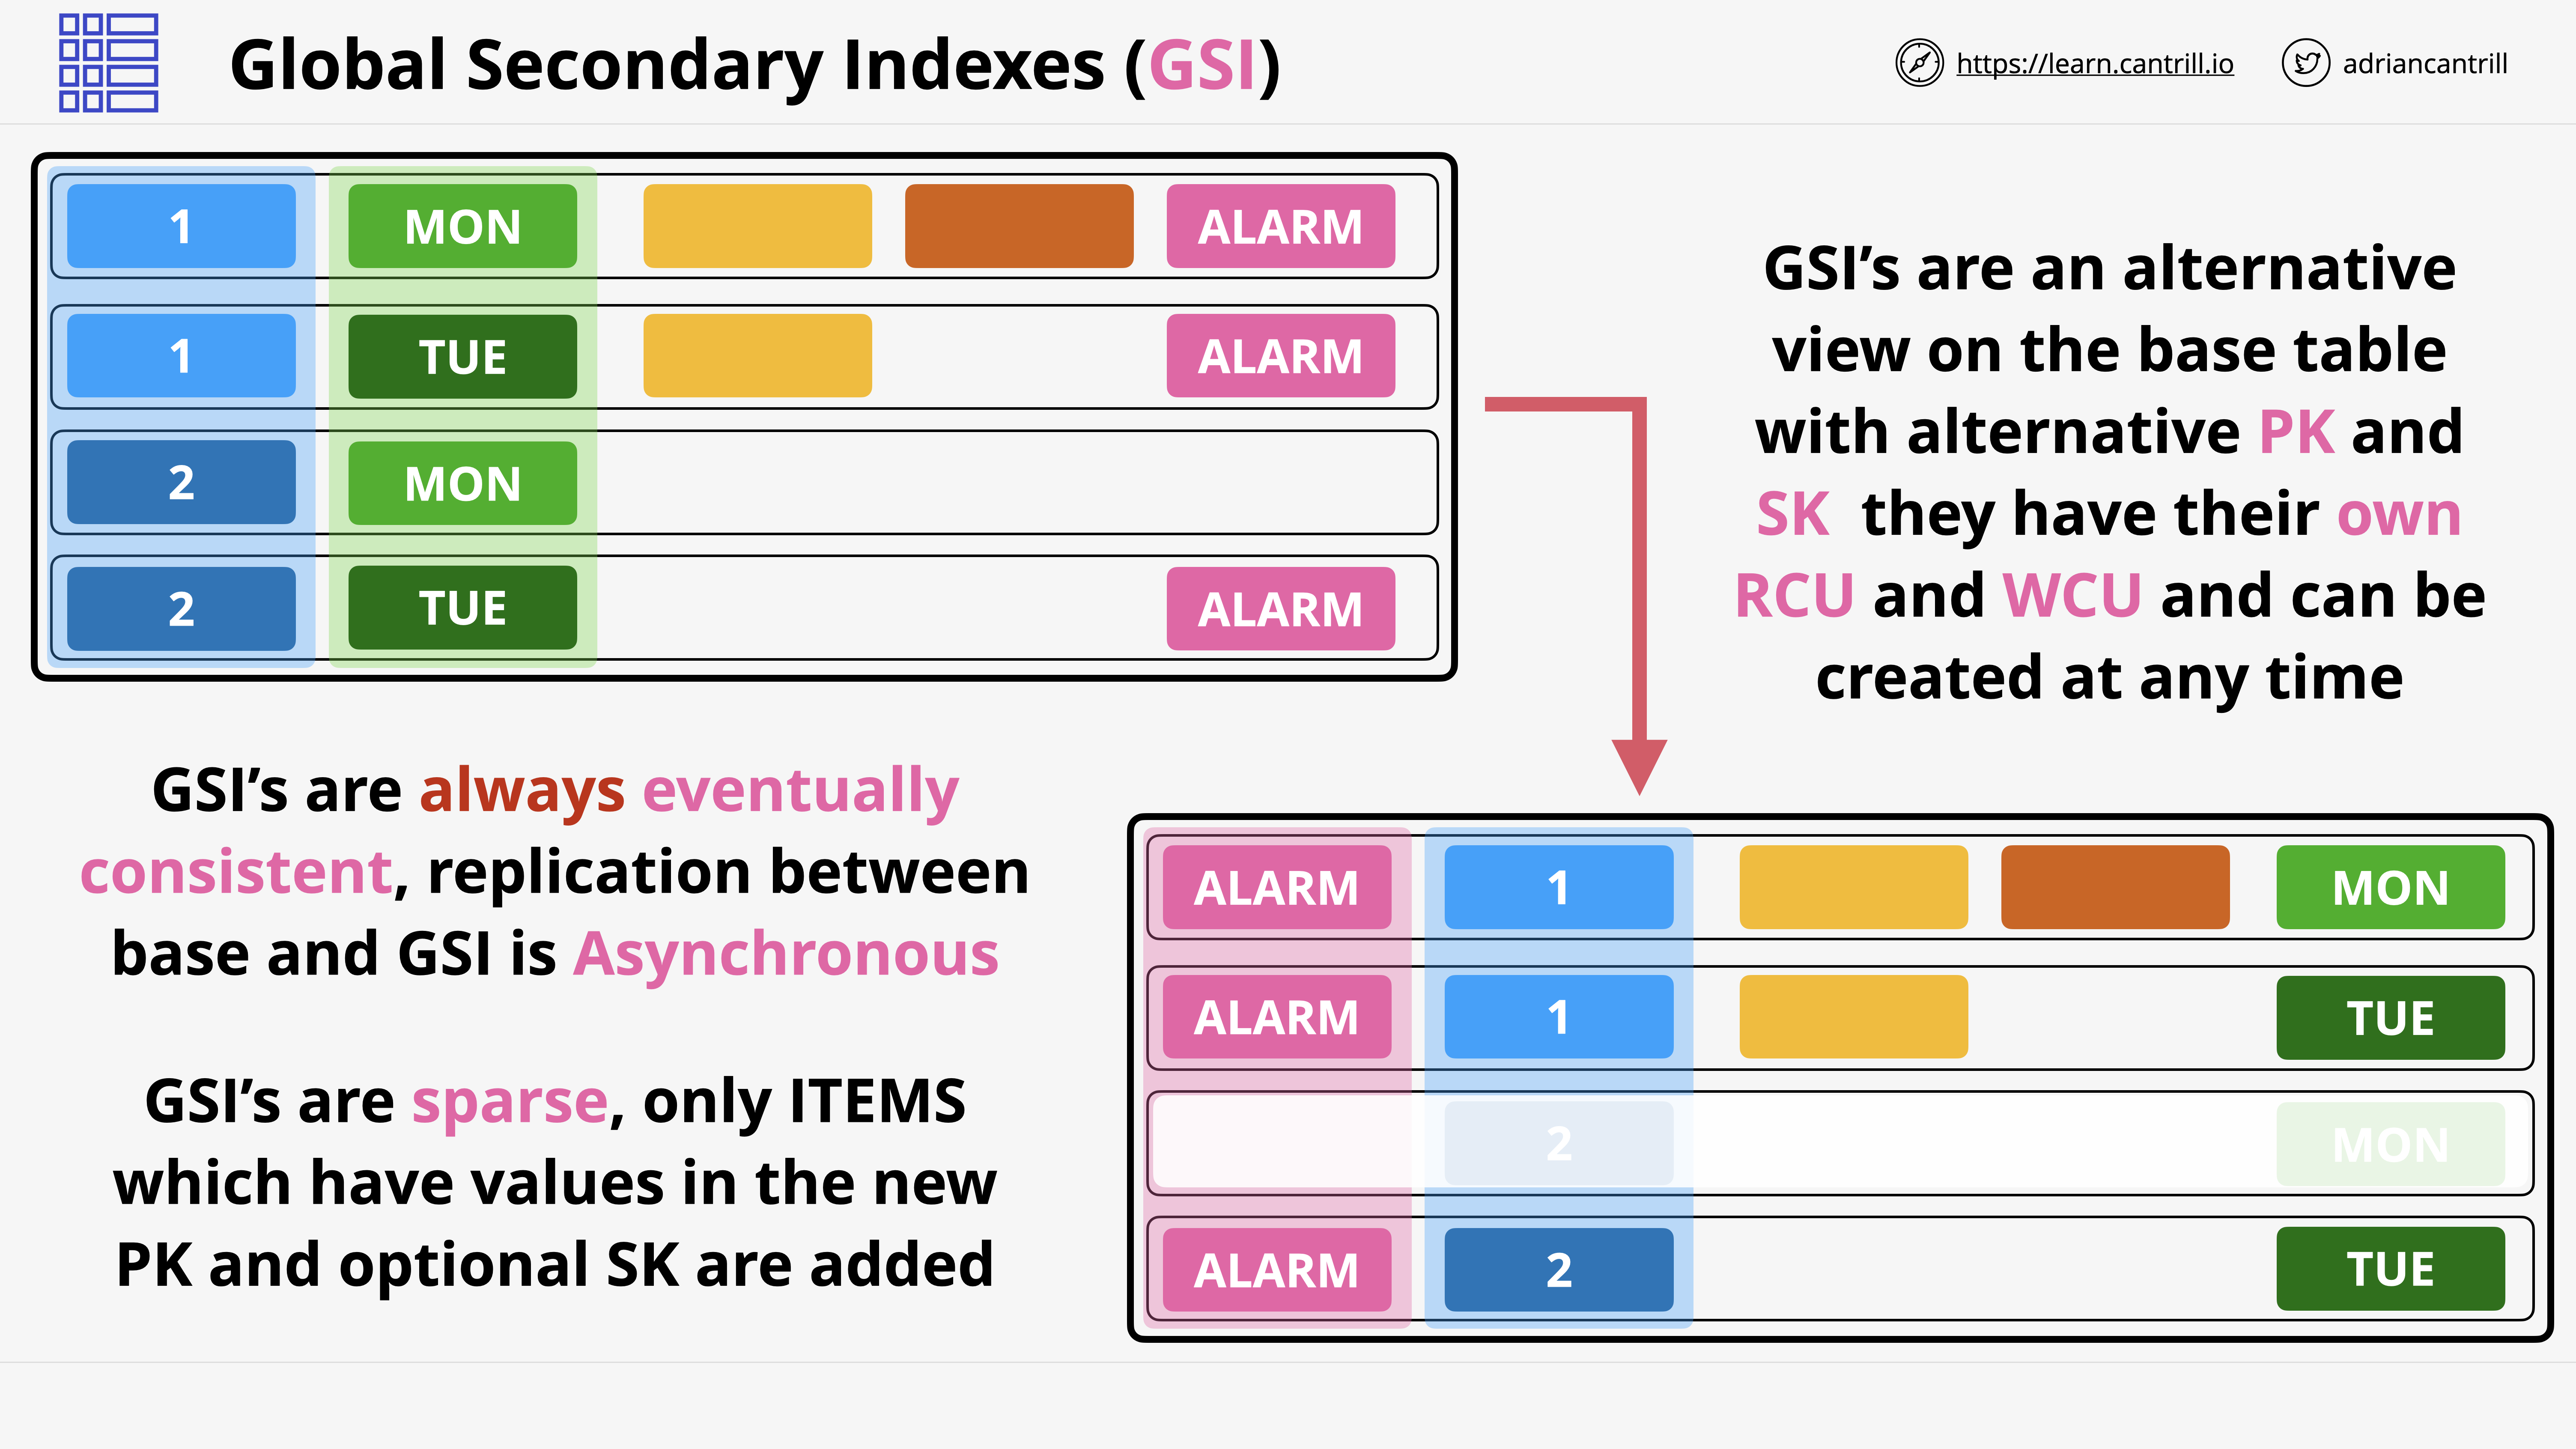 Global Secondary Indexes (GSI)
https://learn.cantrill.io
adriancantrill
1 MON ALARM
1 TUE ALARM
2 MON
2 TUE ALARM
GSI’s are an alternative
view on the base table
with alternative PK and
SK they have their own
RCU and WCU and can be
created at any time
GSI’s are always eventually
consistent, replication between
base and GSI is Asynchronous
GSI’s are sparse, only ITEMS
which have values in the new
PK and optional SK are added
ALARM 1 MON
ALARM 1 TUE
2 MON
ALARM 2 TUE